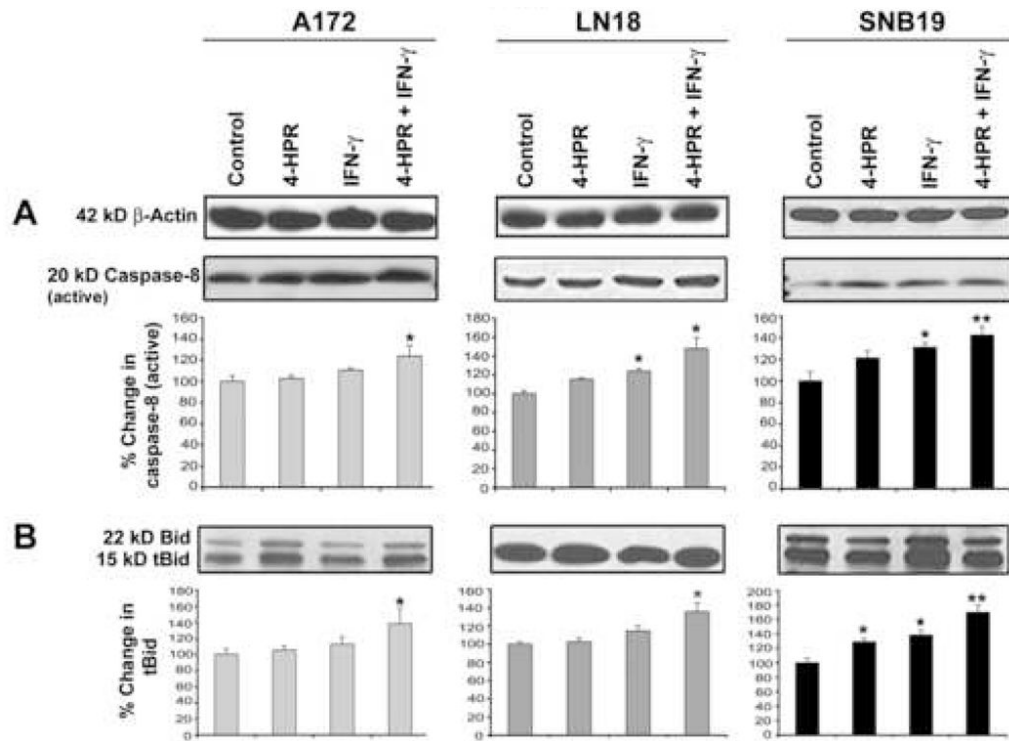 A172
LN18
SNB19
Control
4-HPR
IFN-γ
4-HPR + IFN-γ
Control
4-HPR
IFN-γ
4-HPR + IFN-γ
Control
4-HPR
IFN-γ
4-HPR + IFN-γ
A
42 kD β-Actin
20 kD Caspase-8
(active)
% Change in
caspase-8 (active)
160
140
120
100
80
60
40
20
0
*
160
140
120
100
80
60
40
20
0
*
*
160
140
120
100
80
60
40
20
0
*
**
B
22 kD Bid
15 kD tBid
% Change in
tBid
180
160
140
120
100
80
60
40
20
0
*
160
140
120
100
80
60
40
20
0
*
200
180
160
140
120
100
80
60
40
20
0
*
*
**